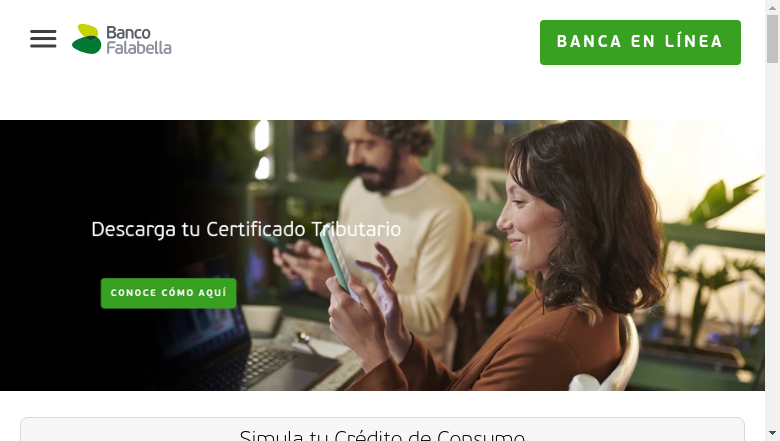 Banco
Falabella
BANCA EN LÍNEA
Descarga tu Certificado Tributario
CONOCE CÓMO AQUÍ
Simula tu Crédito de Consumo